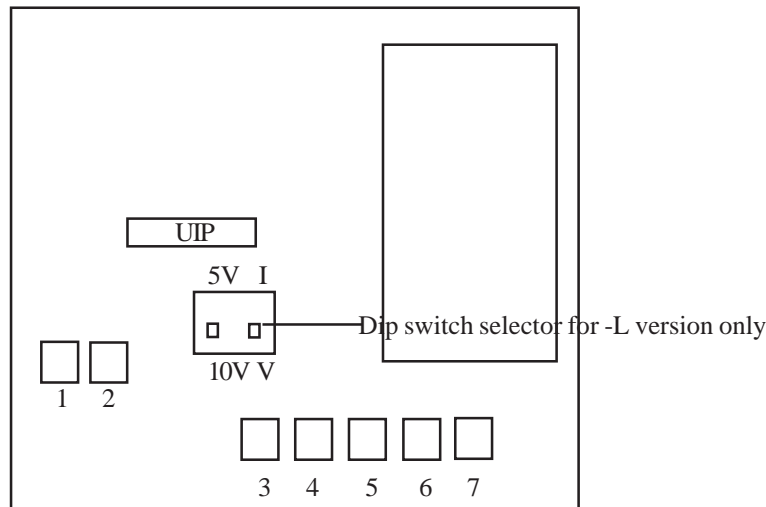 UIP
5V I
Dip switch selector for -L version only
10V V
1 2
3 4 5 6 7